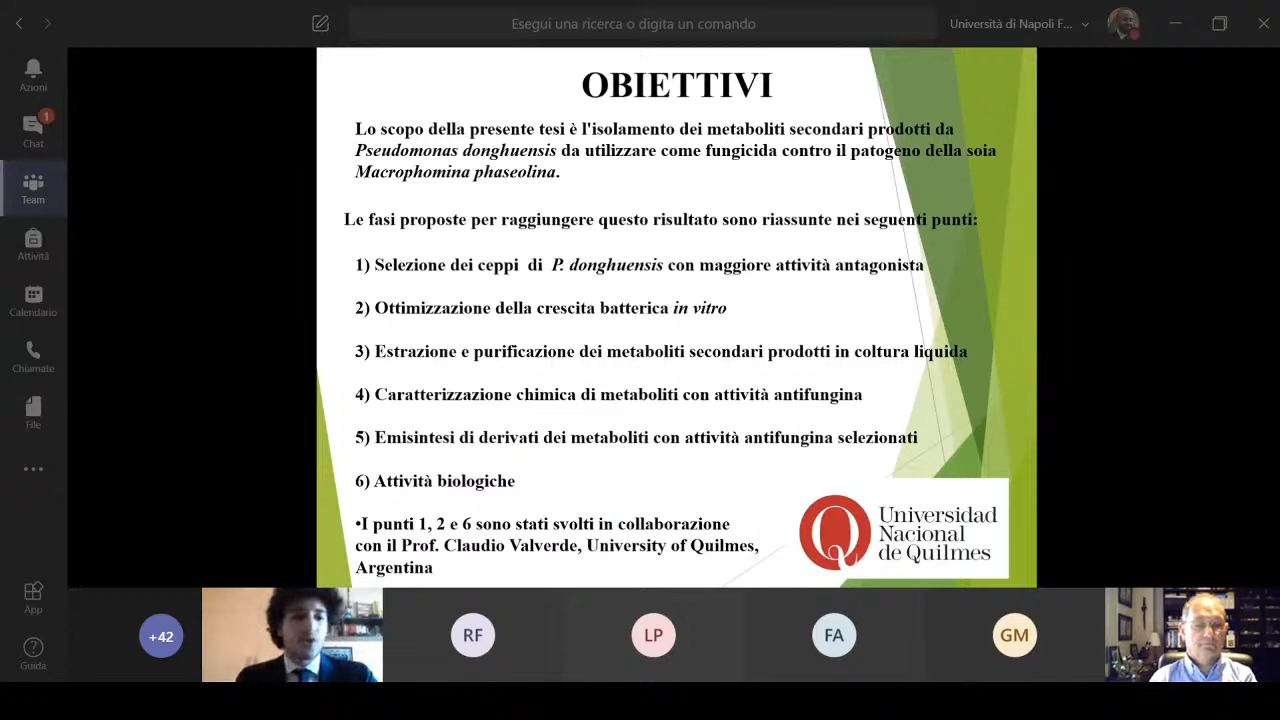 Esegui una ricerca o digita un comando
Università di Napoli F...
Azioni
1
Chat
Team
Attività
Calendario
Chiamate
File
App
Guida
OBIETTIVI
Lo scopo della presente tesi è l'isolamento dei metaboliti secondari prodotti da
Pseudomonas donghuensis da utilizzare come fungicida contro il patogeno della soia
Macrophomina phaseolina.
Le fasi proposte per raggiungere questo risultato sono riassunte nei seguenti punti:
1) Selezione dei ceppi di P. donghuensis con maggiore attività antagonista
2) Ottimizzazione della crescita batterica in vitro
3) Estrazione e purificazione dei metaboliti secondari prodotti in coltura liquida
4) Caratterizzazione chimica di metaboliti con attività antifungina
5) Emisintesi di derivati dei metaboliti con attività antifungina selezionati
6) Attività biologiche
•I punti 1, 2 e 6 sono stati svolti in collaborazione
con il Prof. Claudio Valverde, University of Quilmes,
Argentina
Q
Universidad
Nacional
de Quilmes
+42
RF
LP
FA
GM